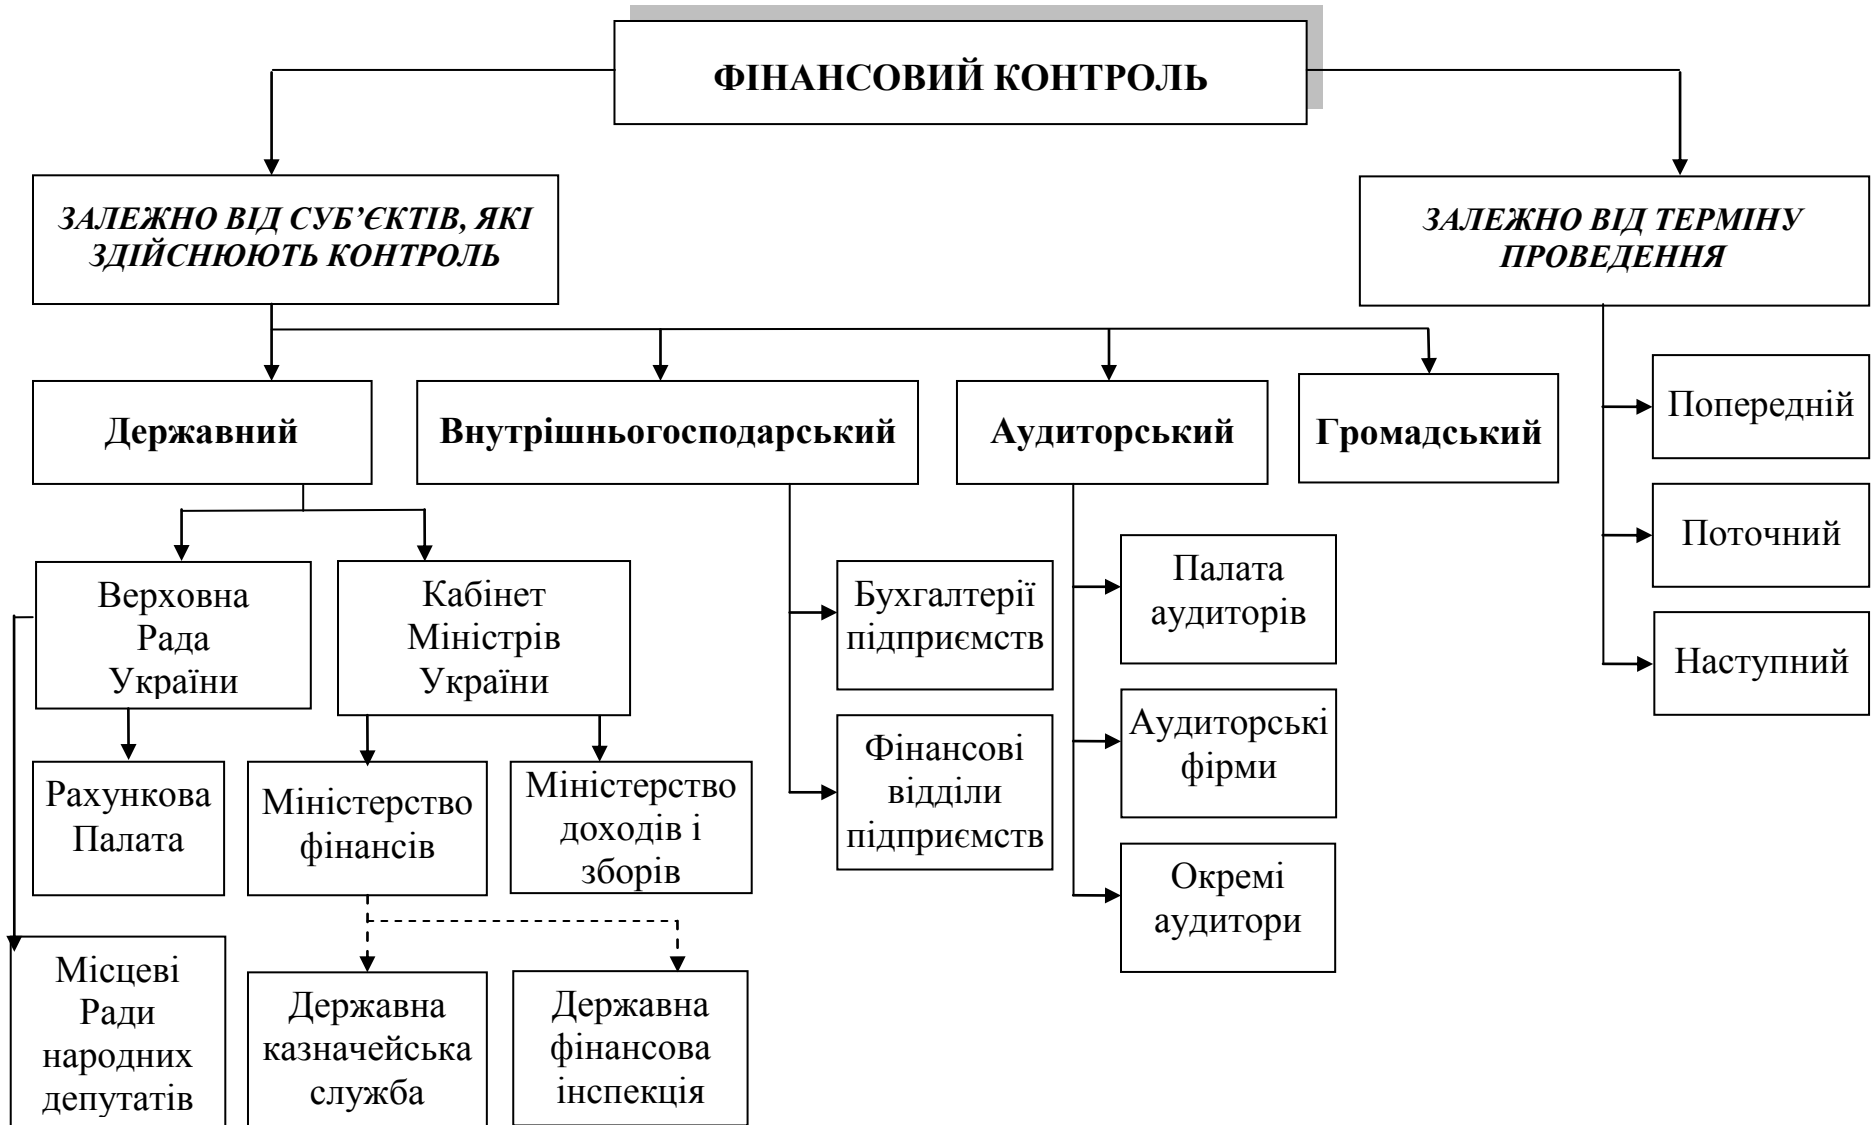 ФІНАНСОВИЙ КОНТРОЛЬ
ЗАЛЕЖНО ВІД СУБ’ЄКТІВ, ЯКІ
ЗДІЙСНЮЮТЬ КОНТРОЛЬ
ЗАЛЕЖНО ВІД ТЕРМІНУ
ПРОВЕДЕННЯ
Державний
Внутрішньогосподарський
Аудиторський
Громадський
Попередній
Поточний
Наступний
Верховна
Рада
України
Кабінет
Міністрів
України
Бухгалтерії
підприємств
Палата
аудиторів
Рахункова
Палата
Міністерство
фінансів
Міністерство
доходів і
зборів
Фінансові
відділи
підприємств
Аудиторські
фірми
Окремі
аудитори
Місцеві
Ради
народних
депутатів
Державна
казначейська
служба
Державна
фінансова
інспекція